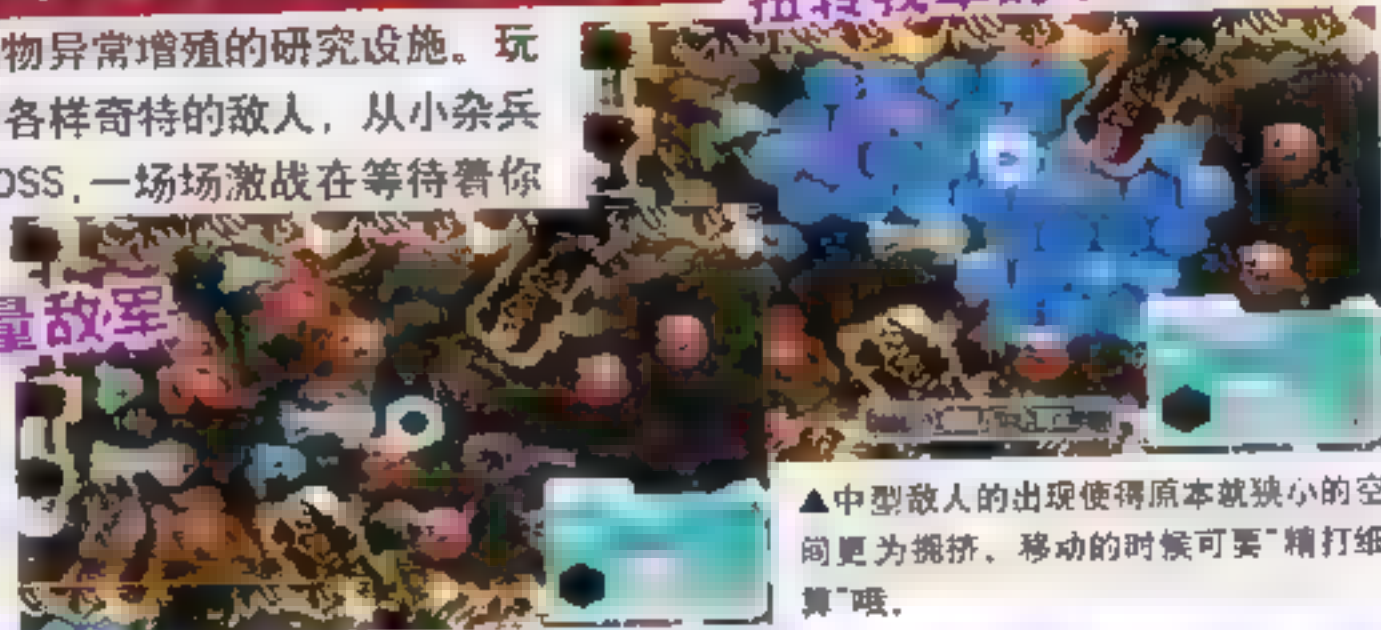 物异常增殖的研究设施。玩
各样奇特的敌人，从小杂兵
OSS，一场场激战在等待着你
量敌军
▲中型敌人的出现使得原本就狭小的空
间更为拥挤，移动的时候可要“精打细
算”哦。